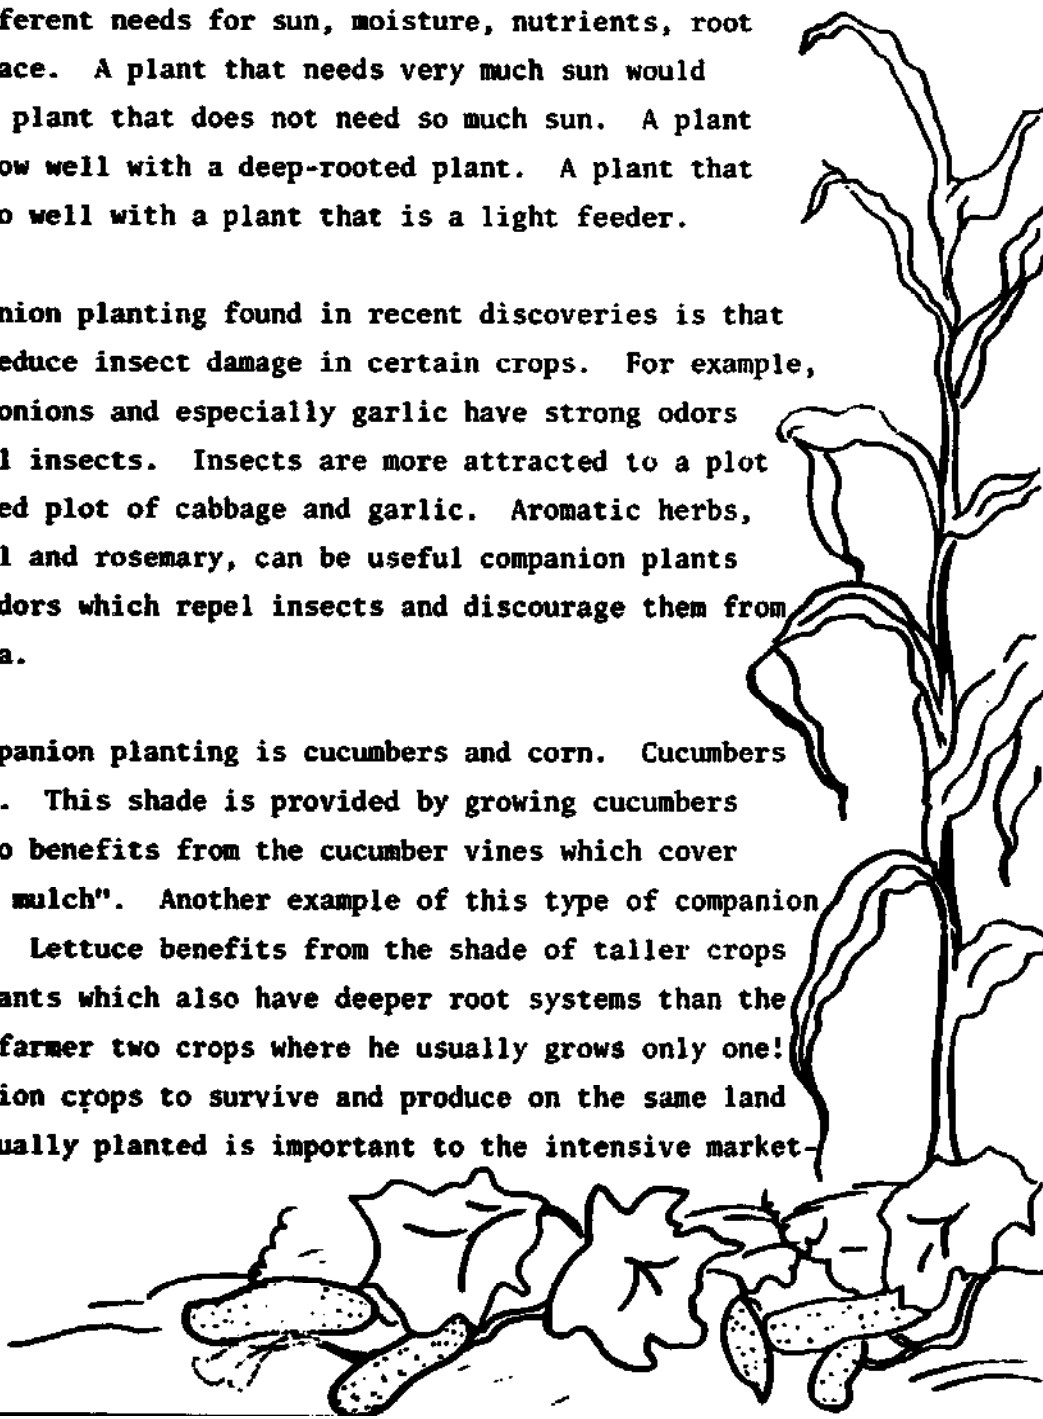 ferent needs for sun, moisture, nutrients, root
ace. A plant that needs very much sun would
plant that does not need so much sun. A plant
ow well with a deep-rooted plant. A plant that
o well with a plant that is a light feeder.
nion planting found in recent discoveries is that
educe insect damage in certain crops. For example,
onions and especially garlic have strong odors
l insects. Insects are more attracted to a plot
ed plot of cabbage and garlic. Aromatic herbs,
l and rosemary, can be useful companion plants
dors which repel insects and discourage them from
a.
panion planting is cucumbers and corn. Cucumbers
. This shade is provided by growing cucumbers
o benefits from the cucumber vines which cover
mulch". Another example of this type of companion
Lettuce benefits from the shade of taller crops
ants which also have deeper root systems than the
farmer two crops where he usually grows only one!
ion crops to survive and produce on the same land
ually planted is important to the intensive market-